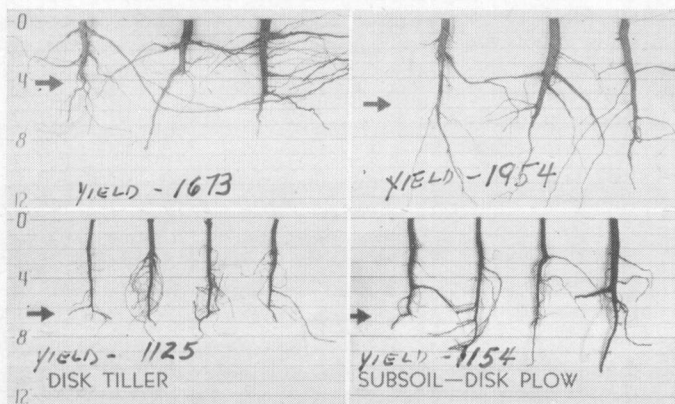 0
4
8
12
YIELD - 1673
YIELD - 1954
0
4
8
12
YIELD - 1125
YIELD - 1154
DISK TILLER
SUBSOIL—DISK PLOW